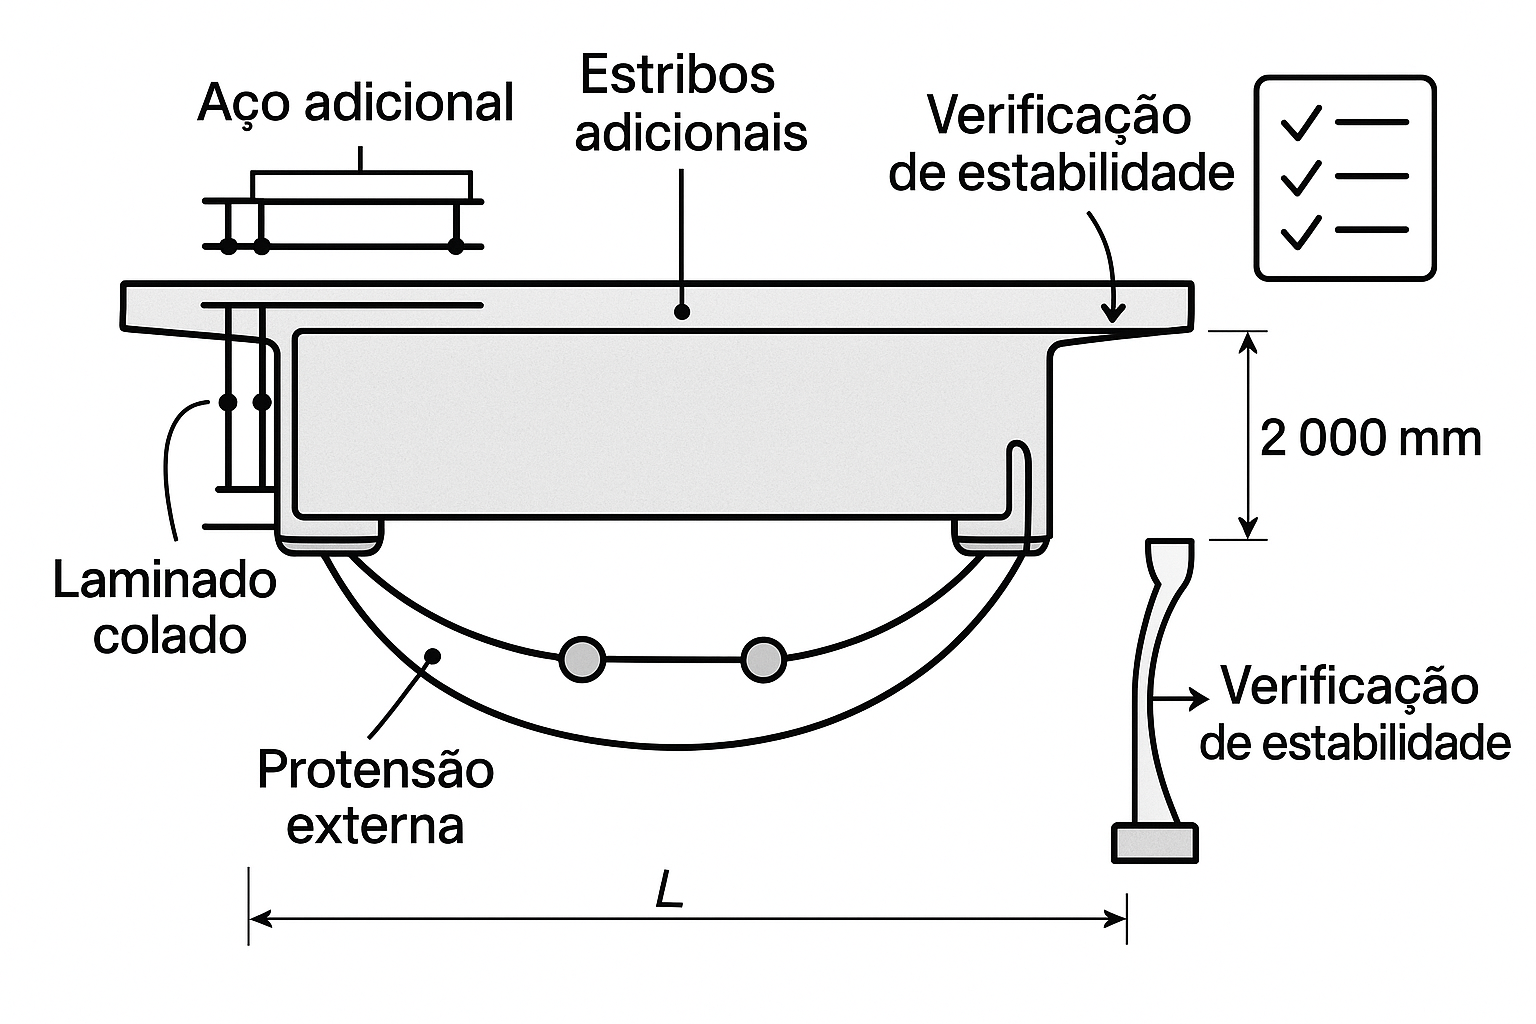 Aço adicional
Estribos
adicionais
Verificação
de estabilidade
2 000 mm
Laminado
colado
Verificação
de estabilidade
Protensão
externa
L